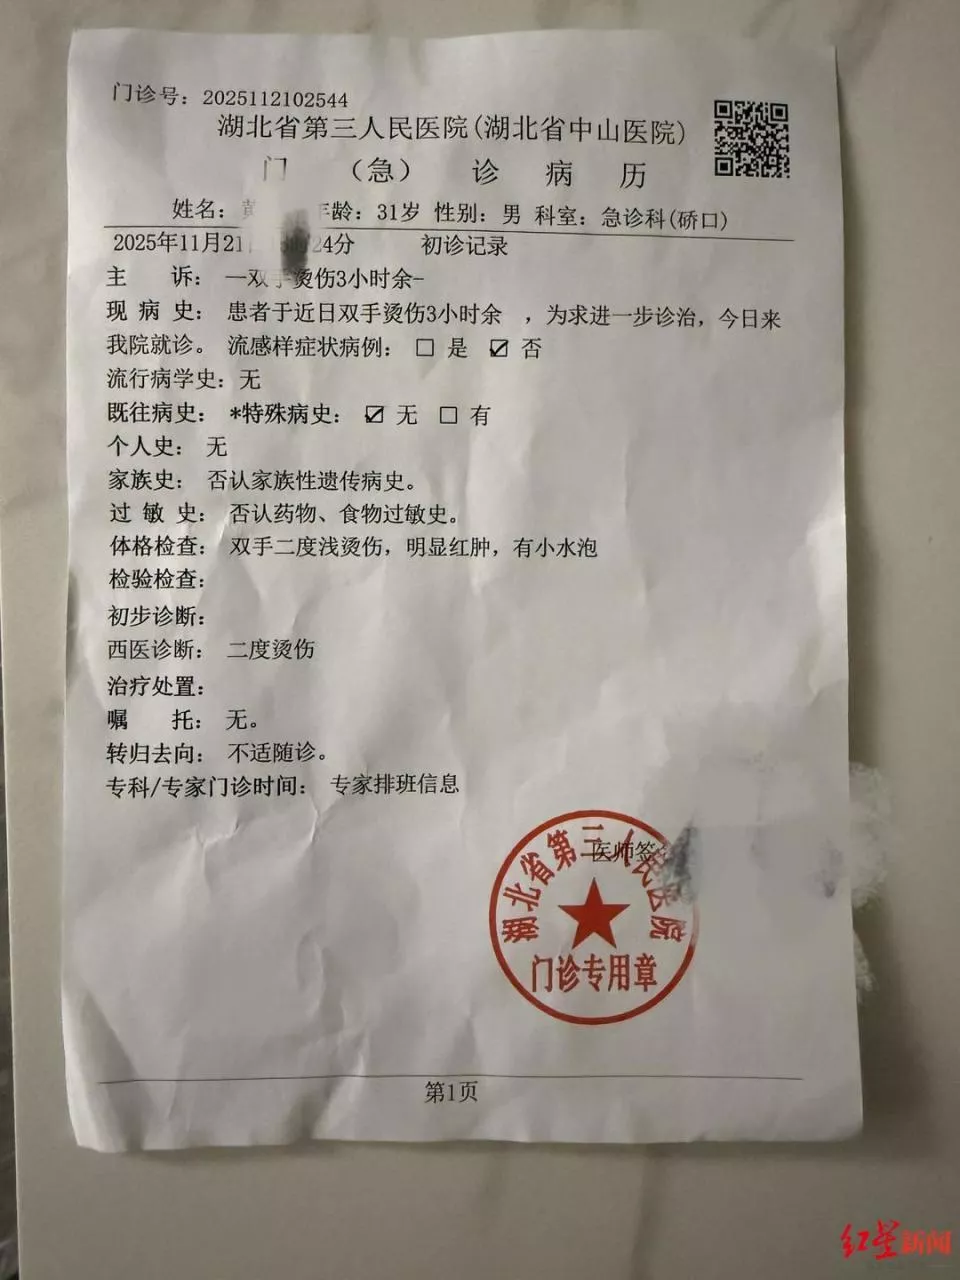 门诊号：2025112102544
湖北省第三人民医院(湖北省中山医院)
门 （急） 诊 病 历
姓名：黄 年龄：31岁 性别：男 科室：急诊科(硚口)
2025年11月21 24分 初诊记录
主 诉：—双手烫伤3小时余-
现 病 史：患者于近日双手烫伤3小时余 ，为求进一步诊治，今日来
我院就诊。流感样症状病例：☐ 是 ☑ 否
流行病学史：无
既往病史：*特殊病史：☑ 无 ☐ 有
个人史：无
家族史：否认家族性遗传病史。
过 敏 史：否认药物、食物过敏史。
体格检查：双手二度浅烫伤，明显红肿，有小水泡
检验检查：
初步诊断：
西医诊断：二度烫伤
治疗处置：
嘱 托：无。
转归去向：不适随诊。
专科/专家门诊时间：专家排班信息
医师签
湖北省第三人民医院
门诊专用章
第1页
红星新闻